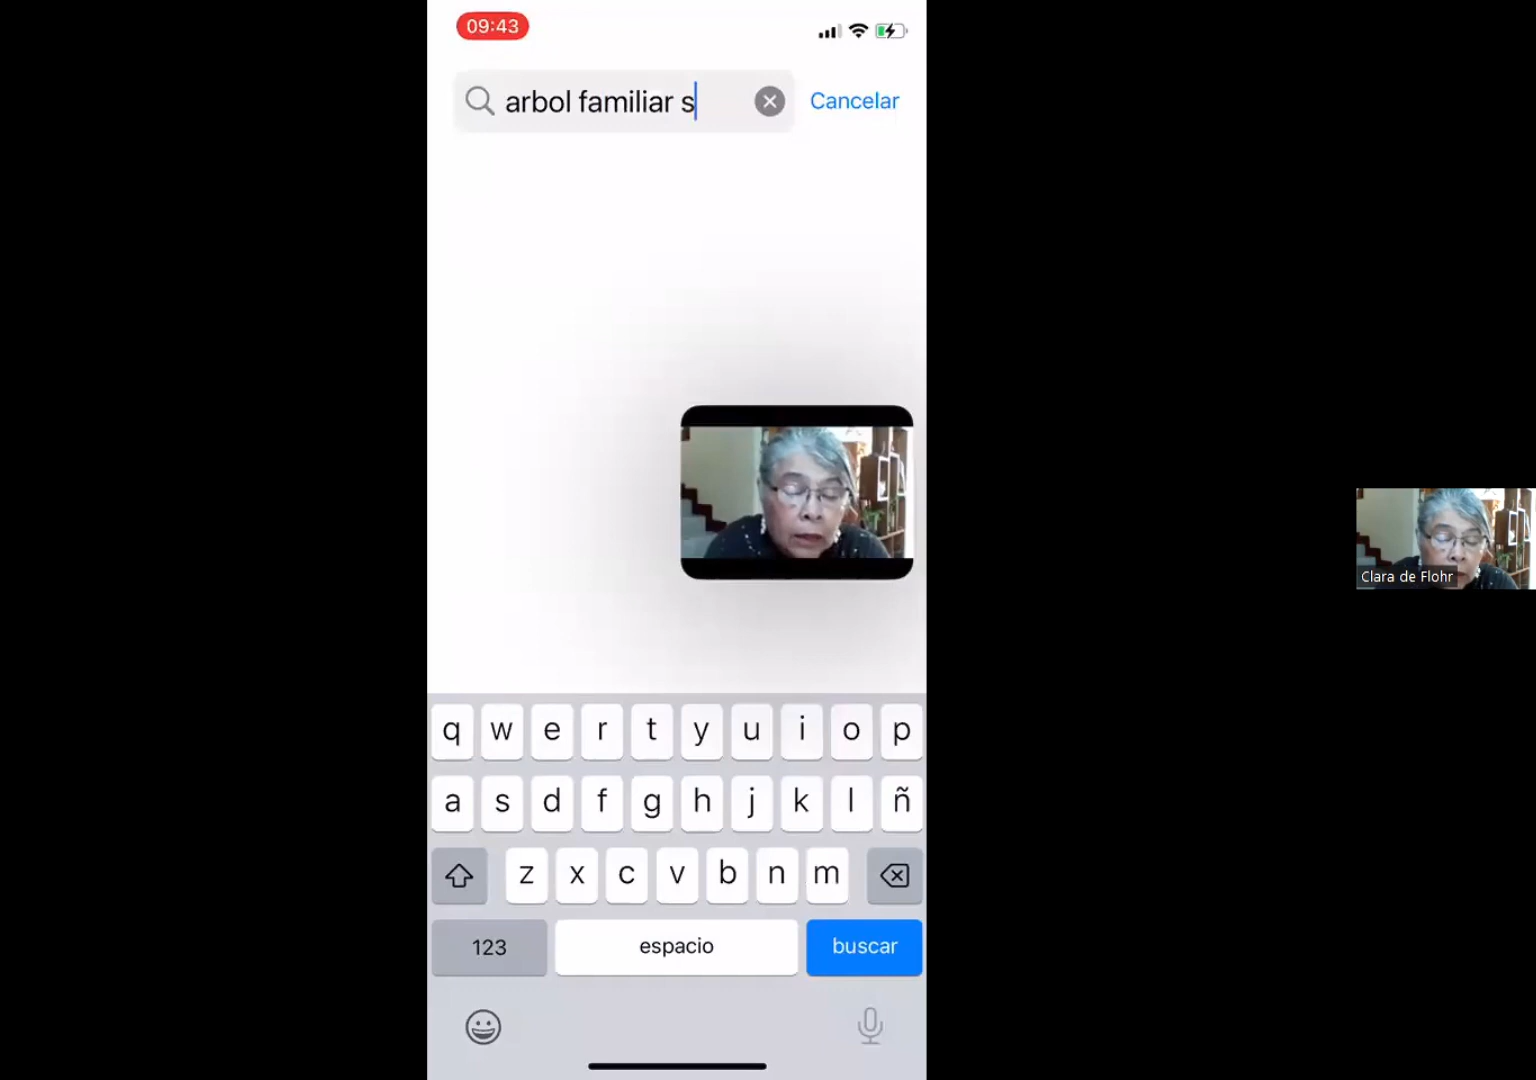 09:43
arbol familiar s
Cancelar
q w e r t y u i o p
a s d f g h j k l ñ
z x c v b n m
123 espacio buscar
Clara de Flohr